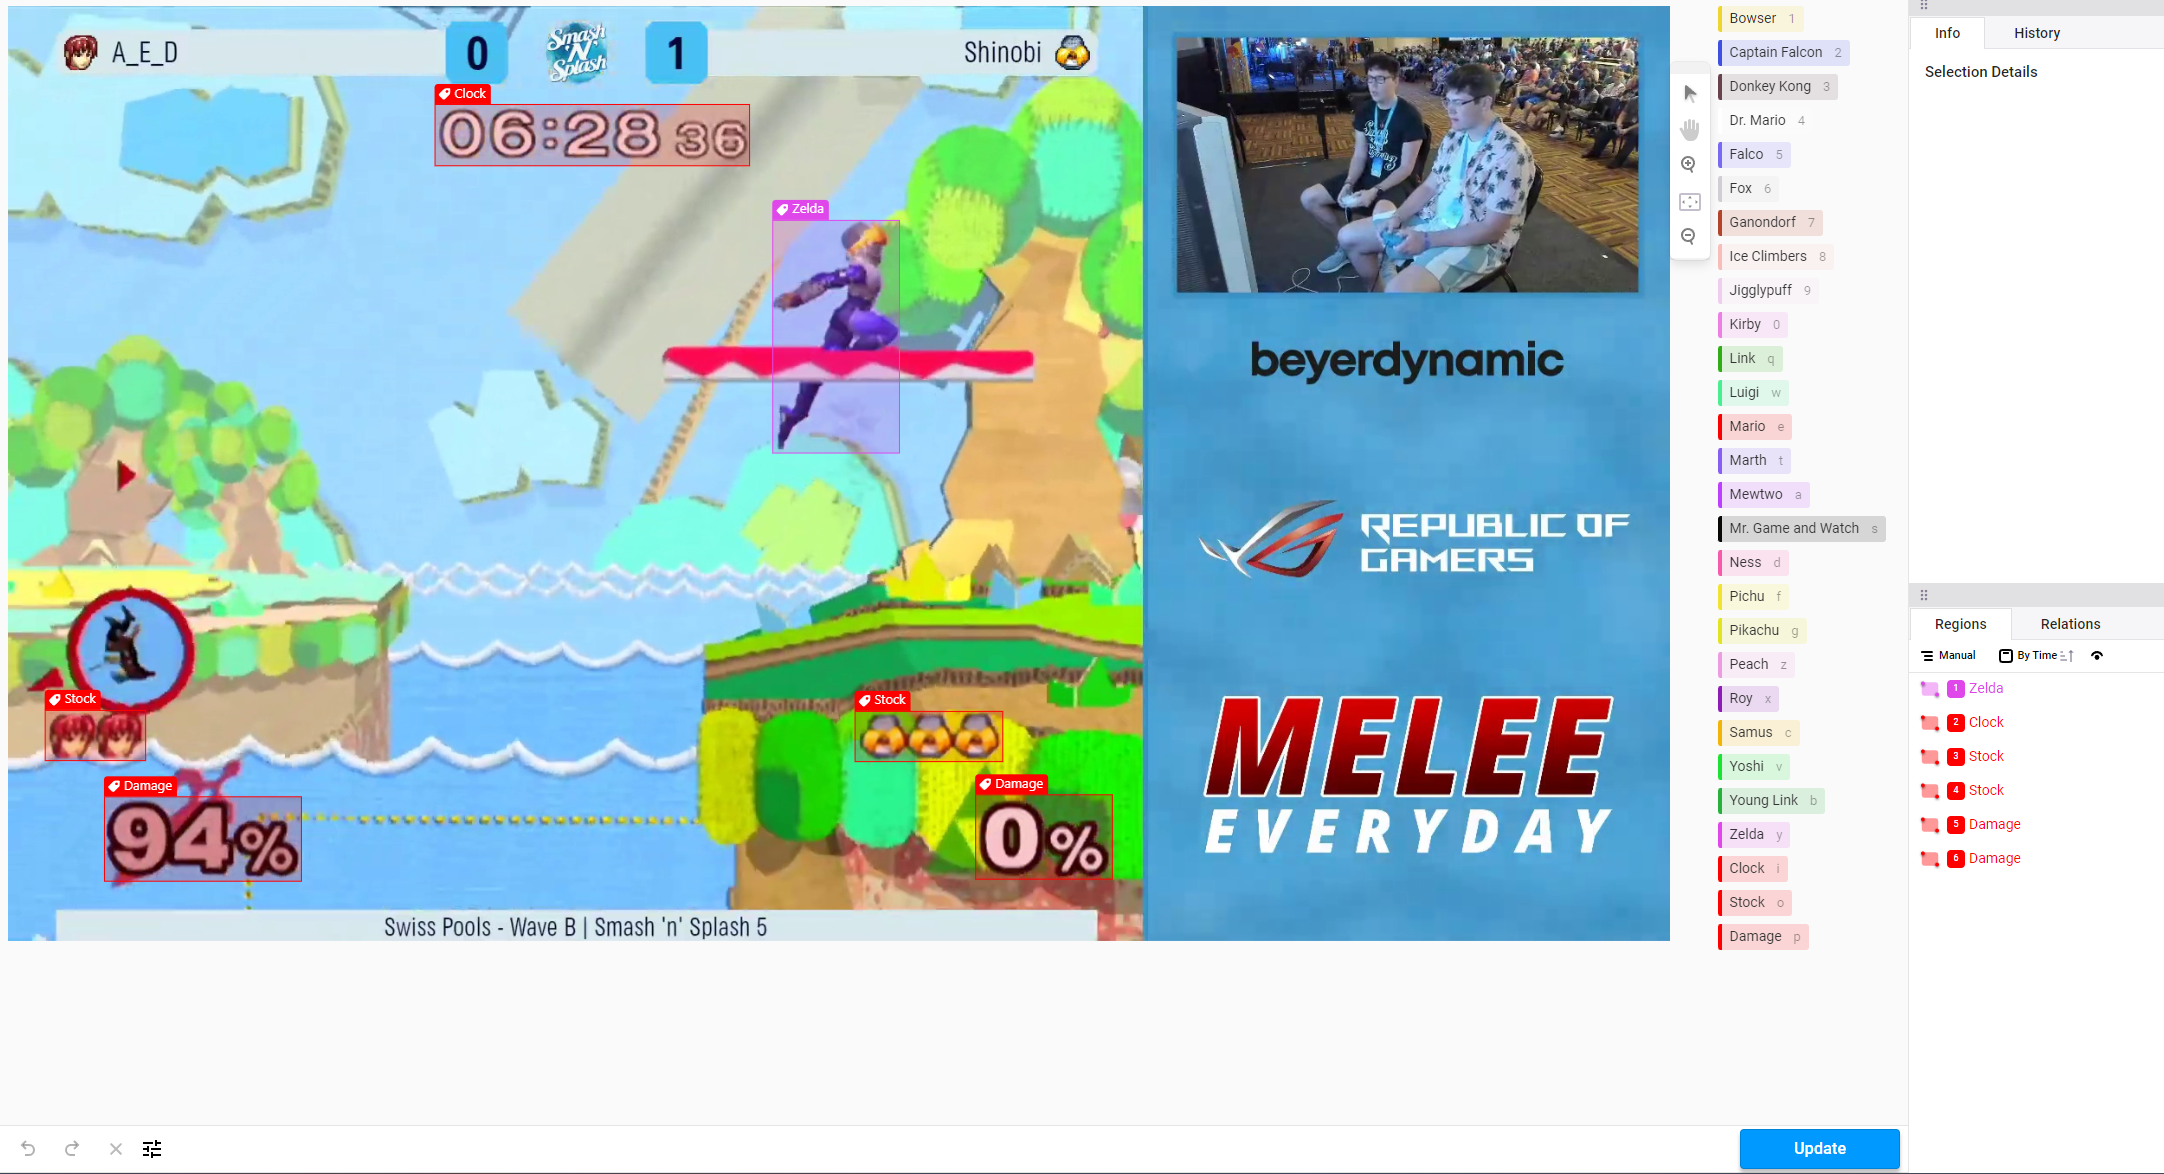 A_E_D
0
Smash
'N'
Splash
1
Shinobi
Clock
06:28 36
Zelda
beyerdynamic
REPUBLIC OF
GAMERS
Stock
Stock
MELEE
EVERYDAY
Damage
94%
Damage
0%
Swiss Pools - Wave B | Smash 'n' Splash 5
Bowser 1
Captain Falcon 2
Donkey Kong 3
Dr. Mario 4
Falco 5
Fox 6
Ganondorf 7
Ice Climbers 8
Jigglypuff 9
Kirby 0
Link q
Luigi w
Mario e
Marth t
Mewtwo a
Mr. Game and Watch s
Ness d
Pichu f
Pikachu g
Peach z
Roy x
Samus c
Yoshi v
Young Link b
Zelda y
Clock i
Stock o
Damage p
Info
History
Selection Details
Regions
Relations
Manual
By Time
1 Zelda
2 Clock
3 Stock
4 Stock
5 Damage
6 Damage
Update